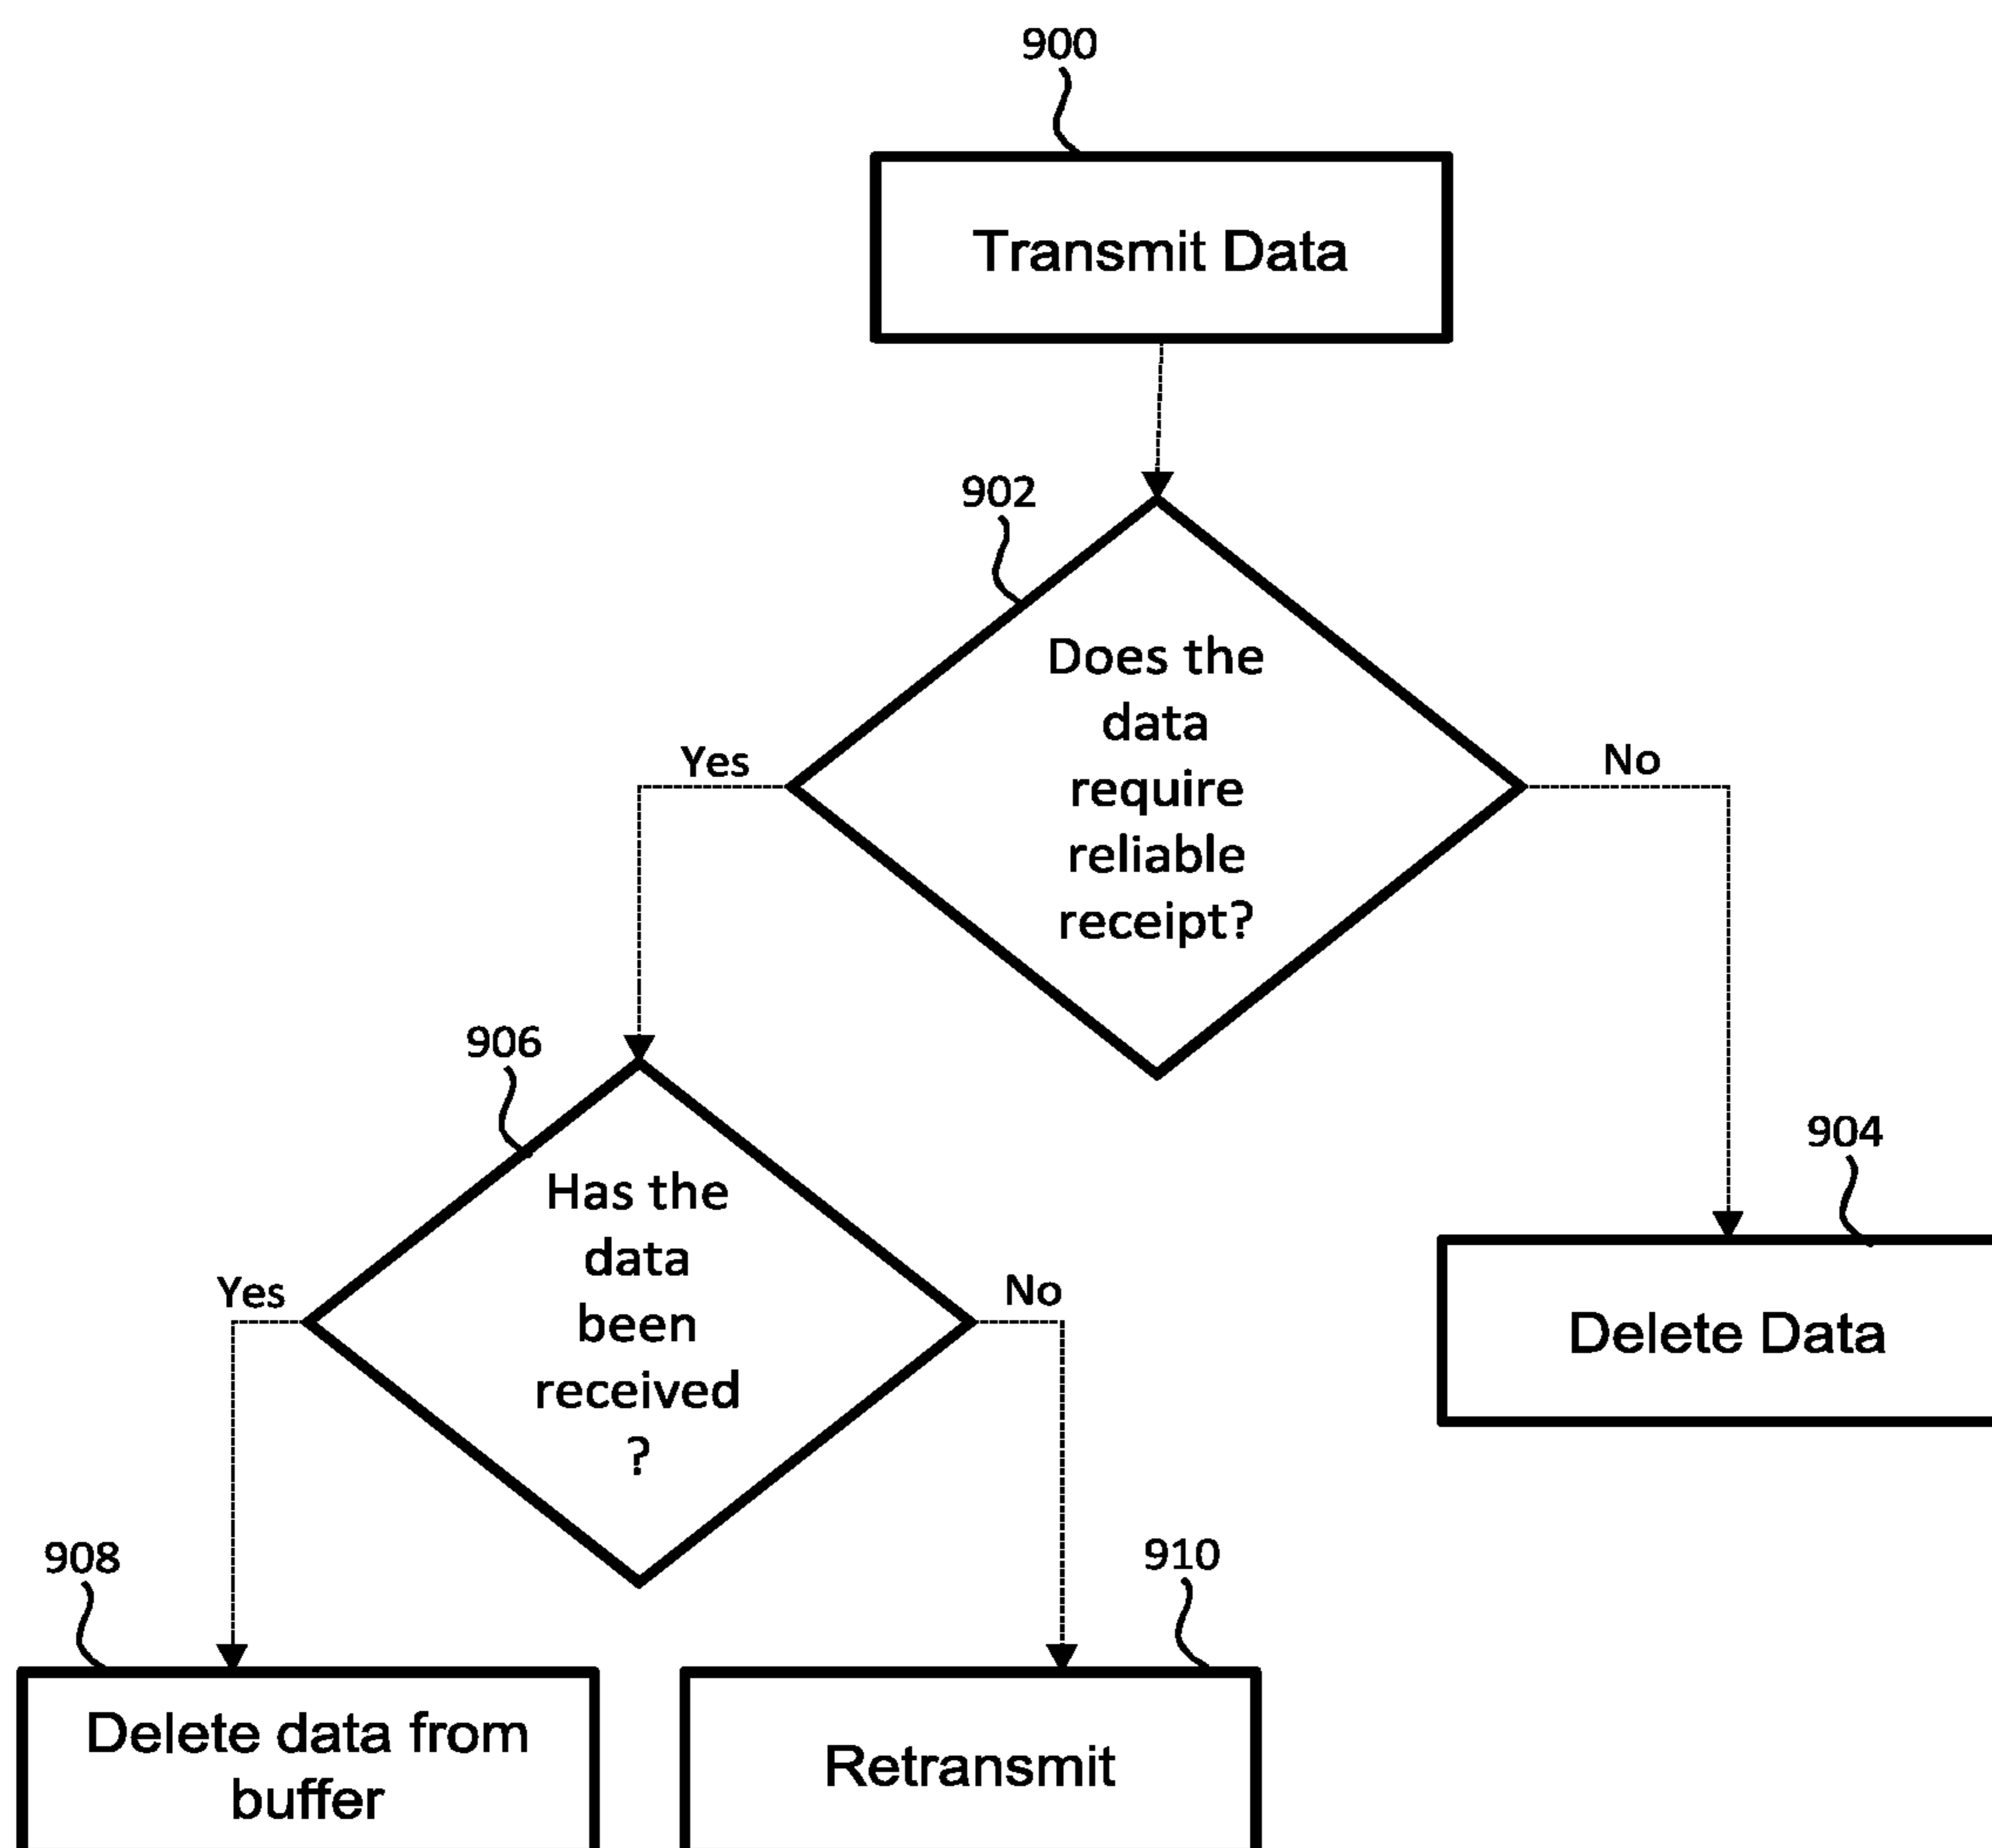 900
Transmit Data
902
Does the
data
require
reliable
receipt?
Yes
No
906
904
Has the
data
been
received
?
Yes
No
Delete Data
908
910
Delete data from
buffer
Retransmit